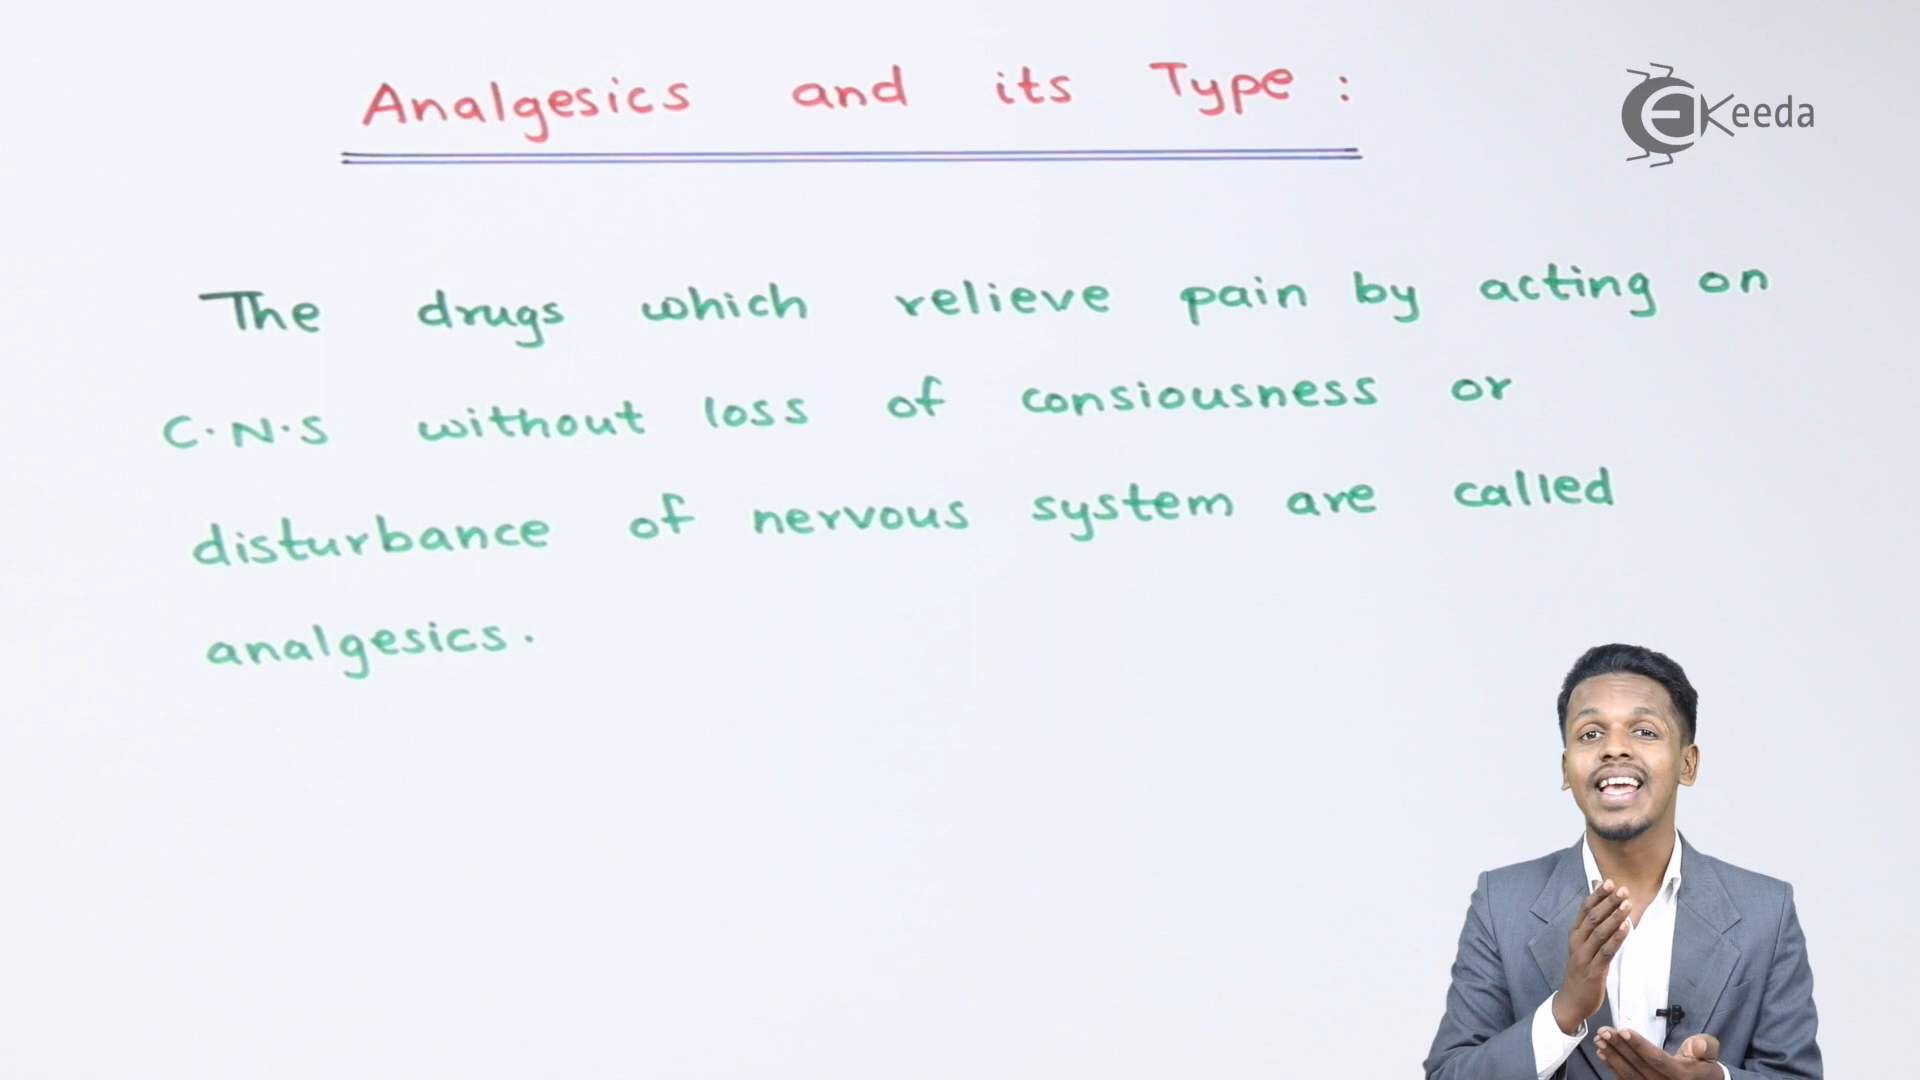 Analgesics and its Type :
EKeeda
The drugs which relieve pain by acting on
C.N.S without loss of consiousness or
disturbance of nervous system are called
analgesics.